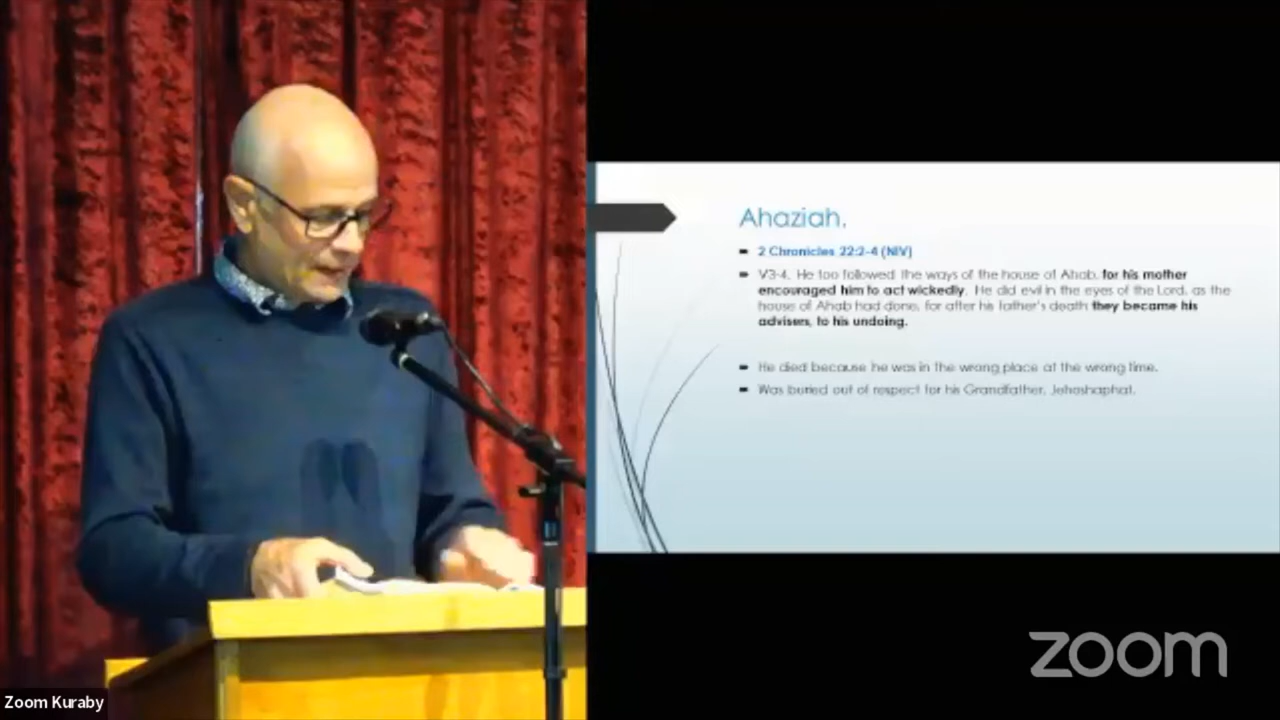 Ahaziah.
2 Chronicles 22:2-4 (NIV)
V3-4. He too followed the ways of the house of Ahab, for his mother
encouraged him to act wickedly. He did evil in the eyes of the Lord, as the
house of Ahab had done, for after his father's death they became his
advisers, to his undoing.
He died because he was in the wrong place at the wrong time.
Was buried out of respect for his Grandfather, Jehoshaphat.
zoom
Zoom Kuraby